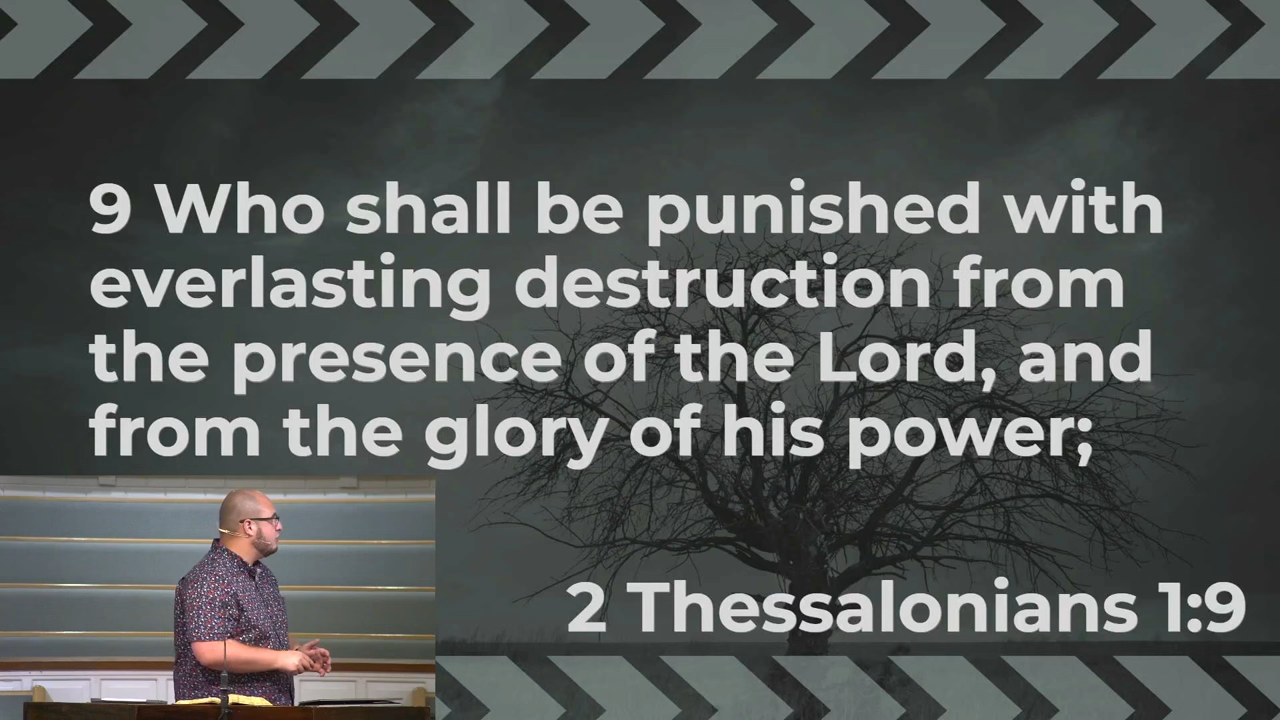 9 Who shall be punished with
everlasting destruction from
the presence of the Lord, and
from the glory of his power;
2 Thessalonians 1:9